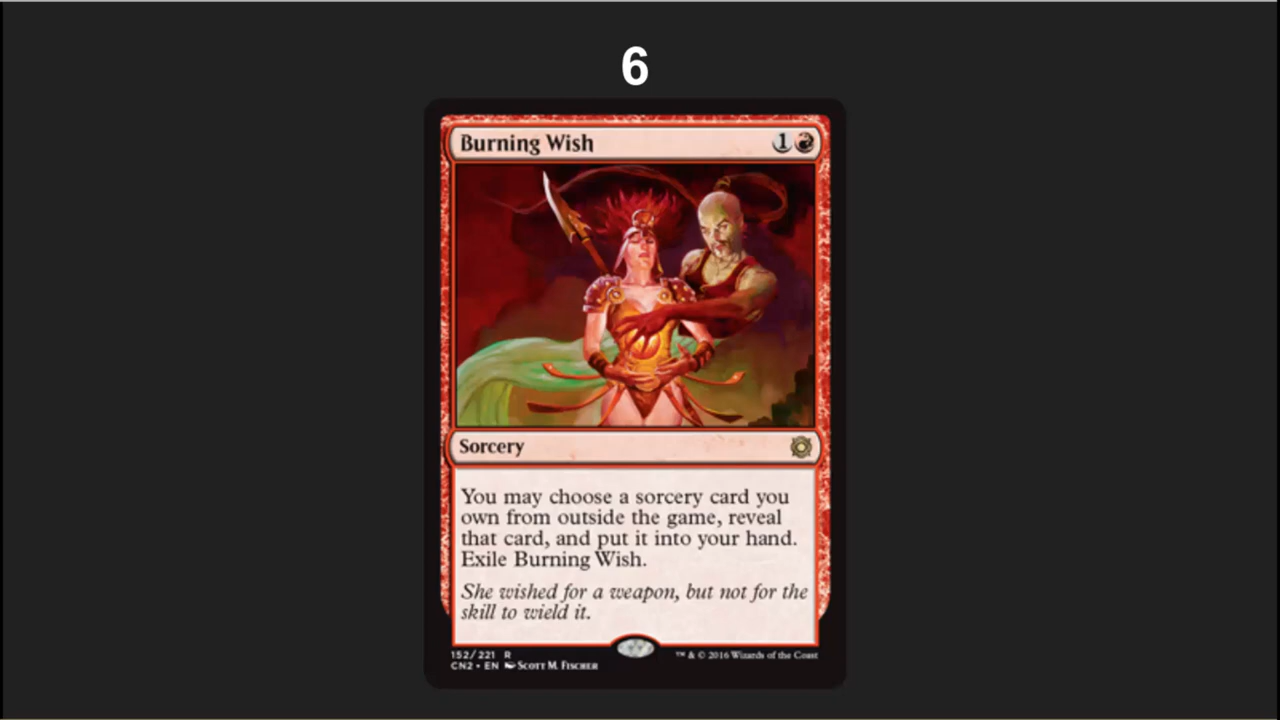 6
Burning Wish 1
Sorcery
You may choose a sorcery card you
own from outside the game, reveal
that card, and put it into your hand.
Exile Burning Wish.
She wished for a weapon, but not for the
skill to wield it.
152/221 R
CN2 • EN Scott M. Fischer
™ & © 2016 Wizards of the Coast